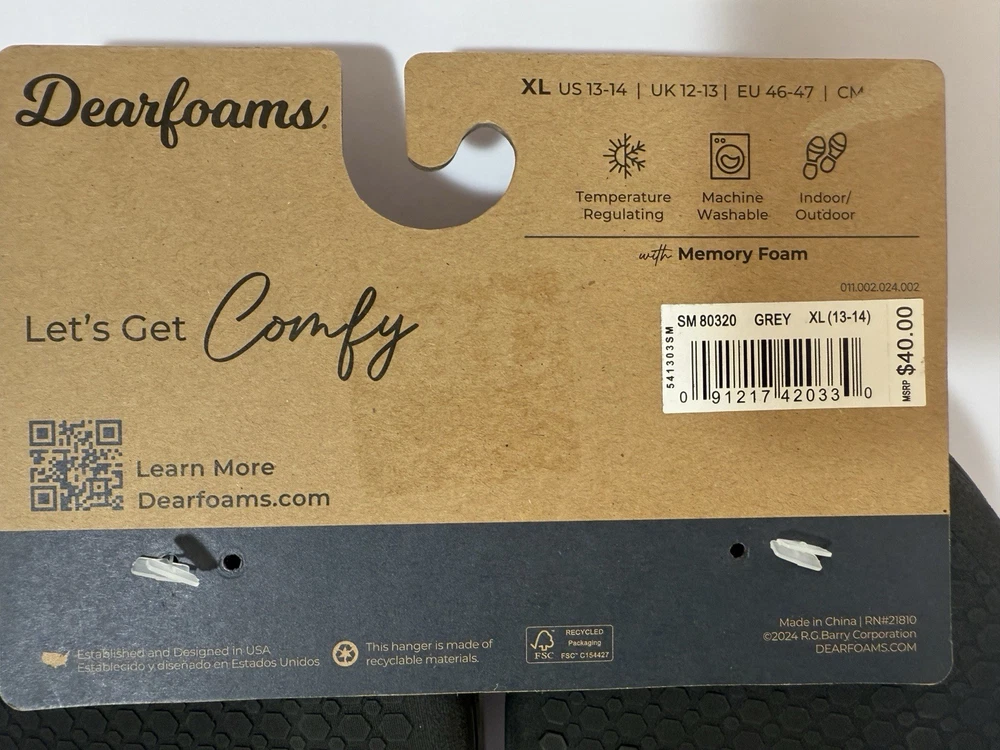 Dearfoams
XL US 13-14 | UK 12-13 | EU 46-47 | CM
Temperature
Regulating
Machine
Washable
Indoor/
Outdoor
with Memory Foam
011.002.024.002
Let's Get Comfy
541303SM
SM 80320 GREY XL (13-14)
0 91217 42033 0
MSRP $40.00
Learn More
Dearfoams.com
Established and Designed in USA
Establecido y diseñado en Estados Unidos
This hanger is made of
recyclable materials.
FSC
RECYCLED
Packaging
FSC® C154427
Made in China | RN#21810
©2024 R.G.Barry Corporation
DEARFOAMS.COM